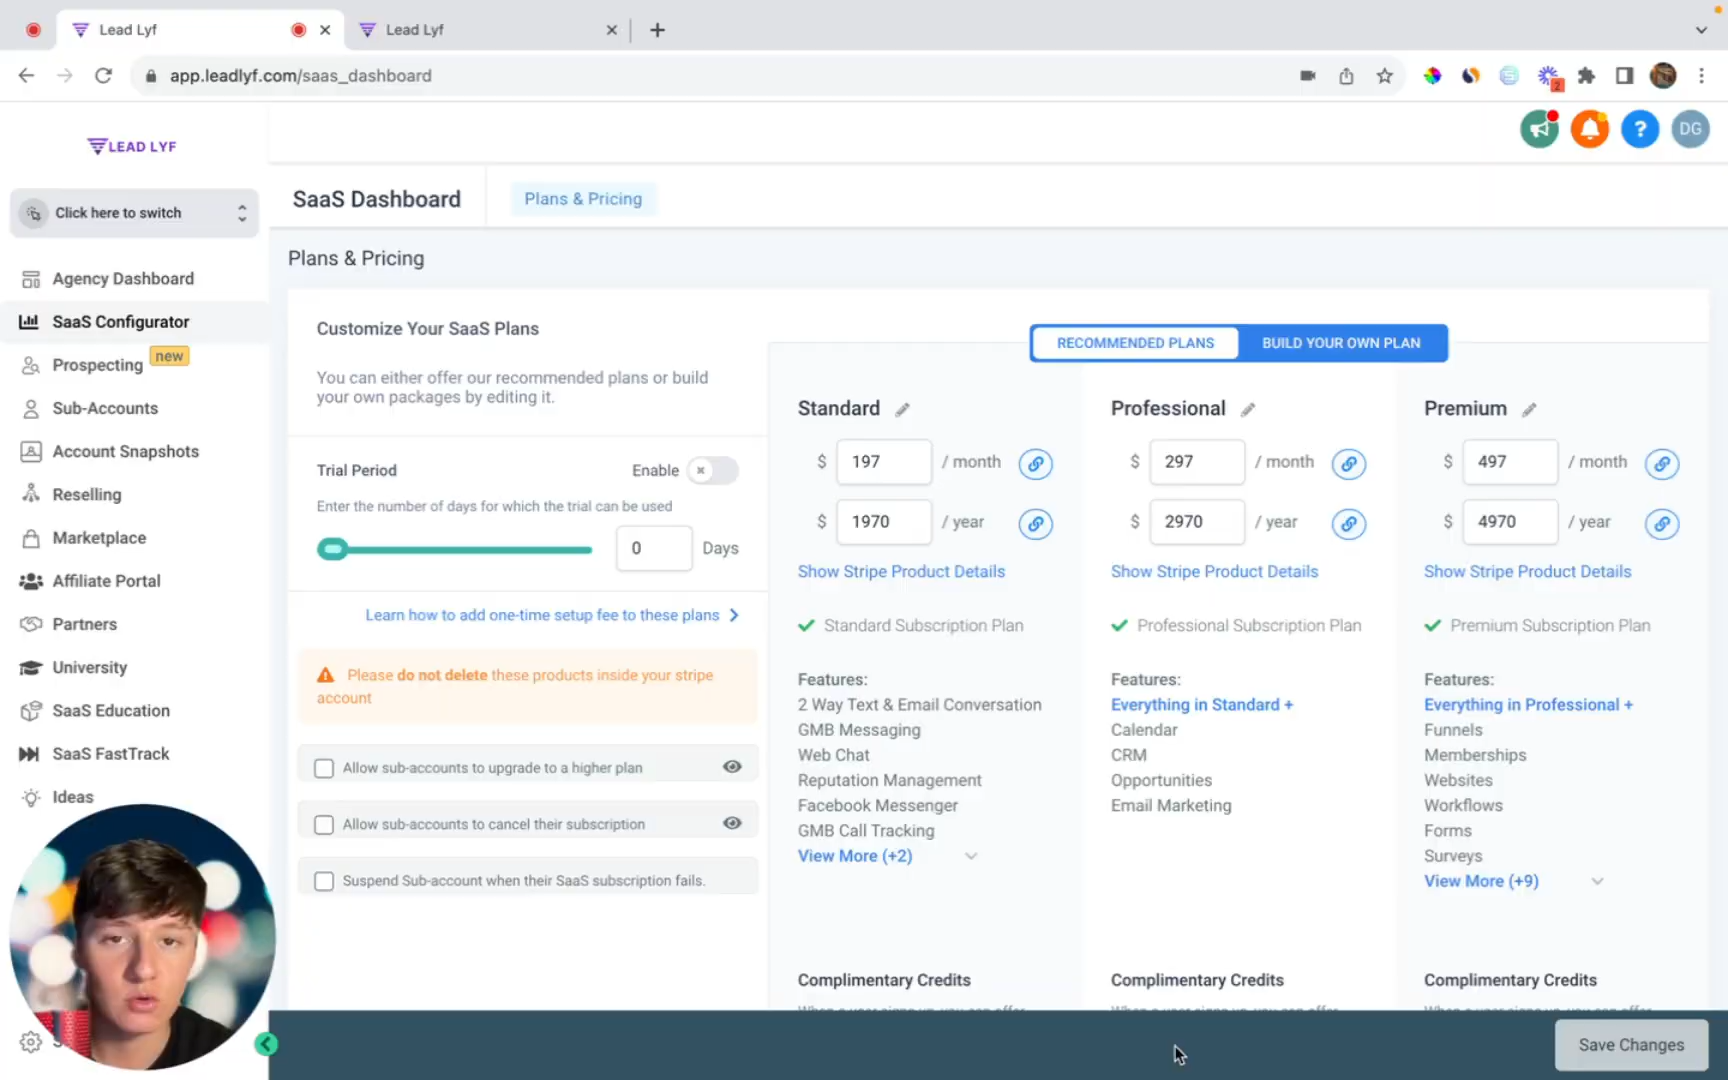 Lead Lyf
Lead Lyf
app.leadlyf.com/saas_dashboard
2
LEAD LYF
?
DG
Click here to switch
SaaS Dashboard
Plans & Pricing
Agency Dashboard
SaaS Configurator
Prospecting new
Sub-Accounts
Account Snapshots
Reselling
Marketplace
Affiliate Portal
Partners
University
SaaS Education
SaaS FastTrack
Ideas
Plans & Pricing
Customize Your SaaS Plans
You can either offer our recommended plans or build
your own packages by editing it.
Trial Period Enable
Enter the number of days for which the trial can be used
0 Days
Learn how to add one-time setup fee to these plans
Please do not delete these products inside your stripe
account
Allow sub-accounts to upgrade to a higher plan
Allow sub-accounts to cancel their subscription
Suspend Sub-account when their SaaS subscription fails.
RECOMMENDED PLANS BUILD YOUR OWN PLAN
Standard
$ 197 / month
$ 1970 / year
Show Stripe Product Details
Standard Subscription Plan
Features:
2 Way Text & Email Conversation
GMB Messaging
Web Chat
Reputation Management
Facebook Messenger
GMB Call Tracking
View More (+2)
Complimentary Credits
Professional
$ 297 / month
$ 2970 / year
Show Stripe Product Details
Professional Subscription Plan
Features:
Everything in Standard +
Calendar
CRM
Opportunities
Email Marketing
Complimentary Credits
Premium
$ 497 / month
$ 4970 / year
Show Stripe Product Details
Premium Subscription Plan
Features:
Everything in Professional +
Funnels
Memberships
Websites
Workflows
Forms
Surveys
View More (+9)
Complimentary Credits
Save Changes